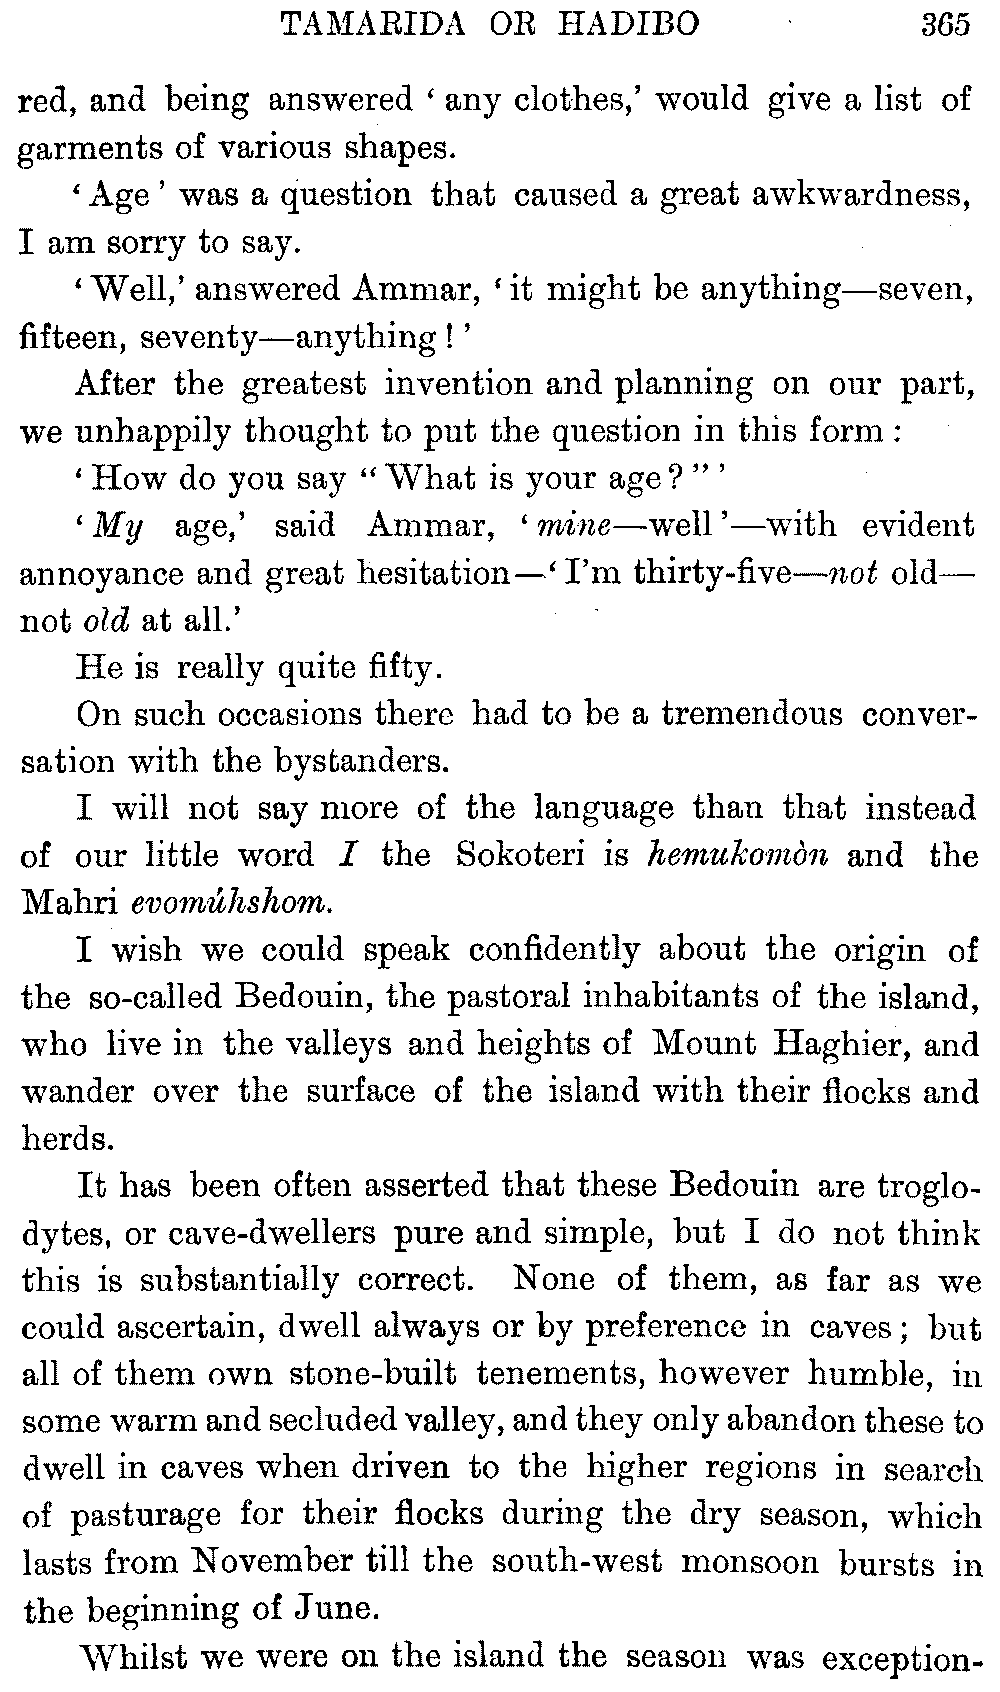 TAMARIDA OR HADIBO 365
red, and being answered ‘ any clothes,’ would give a list of
garments of various shapes.
‘ Age ’ was a question that caused a great awkwardness,
I am sorry to say.
‘ Well,’ answered Ammar, ‘ it might be anything—seven,
fifteen, seventy—anything ! ’
After the greatest invention and planning on our part,
we unhappily thought to put the question in this form :
‘ How do you say “ What is your age ? ” ’
‘ My age,’ said Ammar, ‘ mine—well ’—with evident
annoyance and great hesitation—‘ I’m thirty-five—not old—
not old at all.’
He is really quite fifty.
On such occasions there had to be a tremendous conver-
sation with the bystanders.
I will not say more of the language than that instead
of our little word I the Sokoteri is hemukomòn and the
Mahri evomúhshom.
I wish we could speak confidently about the origin of
the so-called Bedouin, the pastoral inhabitants of the island,
who live in the valleys and heights of Mount Haghier, and
wander over the surface of the island with their flocks and
herds.
It has been often asserted that these Bedouin are troglo-
dytes, or cave-dwellers pure and simple, but I do not think
this is substantially correct. None of them, as far as we
could ascertain, dwell always or by preference in caves ; but
all of them own stone-built tenements, however humble, in
some warm and secluded valley, and they only abandon these to
dwell in caves when driven to the higher regions in search
of pasturage for their flocks during the dry season, which
lasts from November till the south-west monsoon bursts in
the beginning of June.
Whilst we were on the island the season was exception-